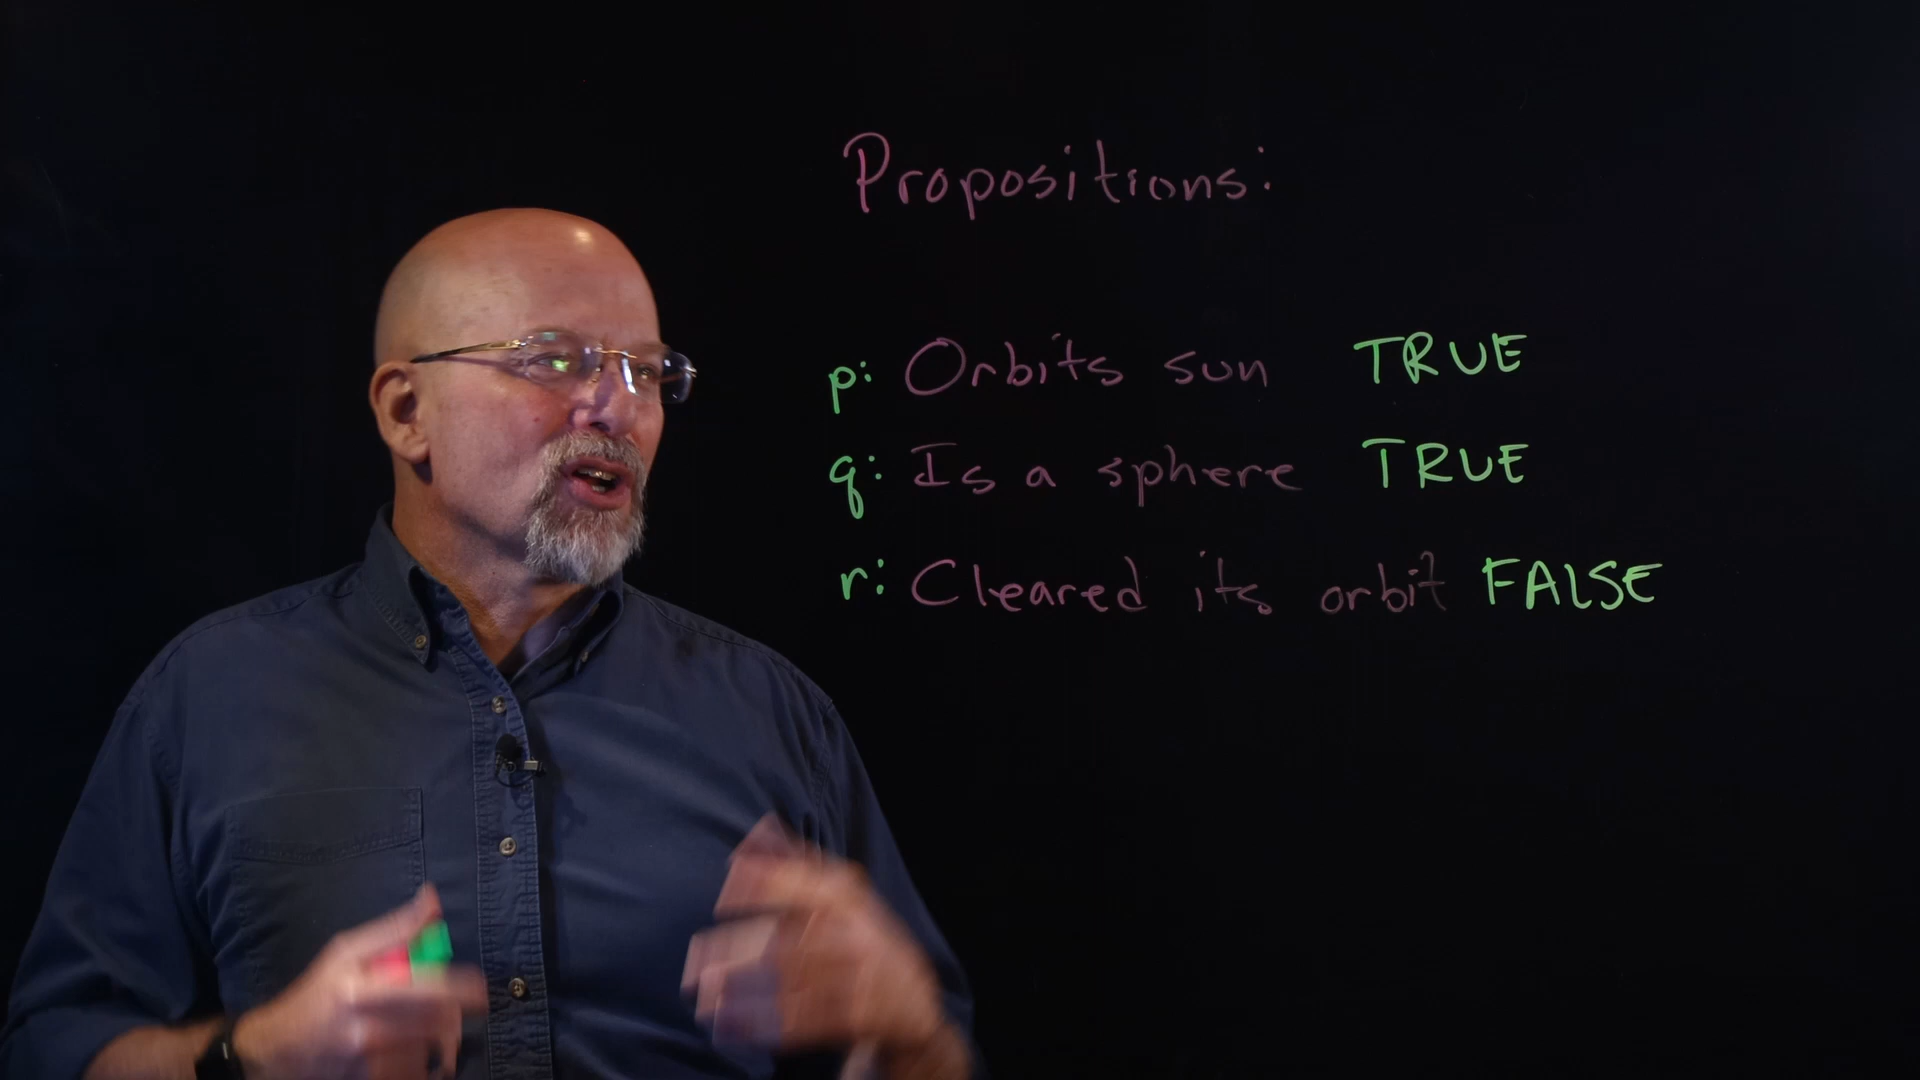 Propositions:
p: Orbits sun TRUE
q: Is a sphere TRUE
r: Cleared its orbit FALSE